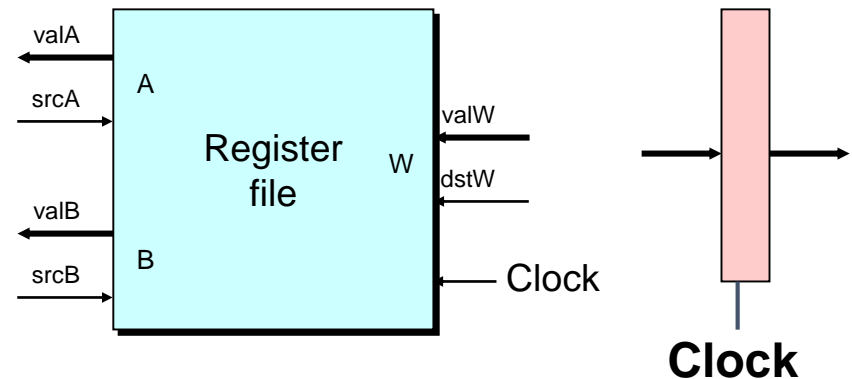 valA
A
srcA
Register
file
valB
B
srcB
valW
W
dstW
Clock
Clock